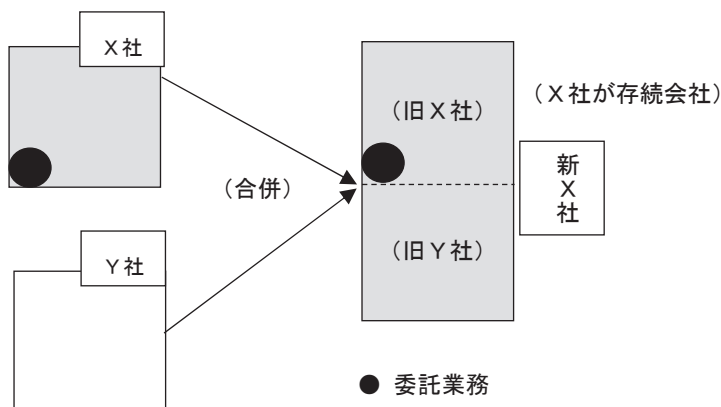 X社
(旧X社)
(X社が存続会社)
(合併)
新X社
Y社
(旧Y社)
● 委託業務